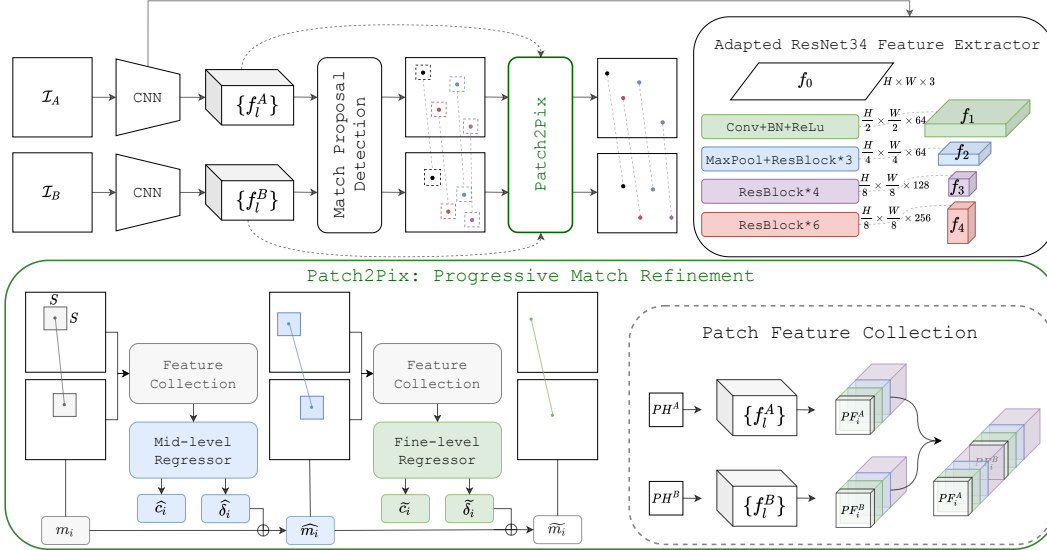 I_A
CNN
{f_l^A}
Match Proposal
Detection
Patch2Pix
I_B
CNN
{f_l^B}
Adapted ResNet34 Feature Extractor
f_0
H × W × 3
Conv+BN+ReLu
H/2 × W/2 × 64
f_1
MaxPool+ResBlock*3
H/4 × W/4 × 64
f_2
ResBlock*4
H/8 × W/8 × 128
f_3
ResBlock*6
H/8 × W/8 × 256
f_4
Patch2Pix: Progressive Match Refinement
S
S
Feature
Collection
Mid-level
Regressor
ĉ_i
δ̂_i
m_i
m̂_i
Feature
Collection
Fine-level
Regressor
c̃_i
δ̃_i
m̃_i
Patch Feature Collection
PH^A
{f_l^A}
PF_i^A
PH^B
{f_l^B}
PF_i^B
PF_i^B
PF_i^A